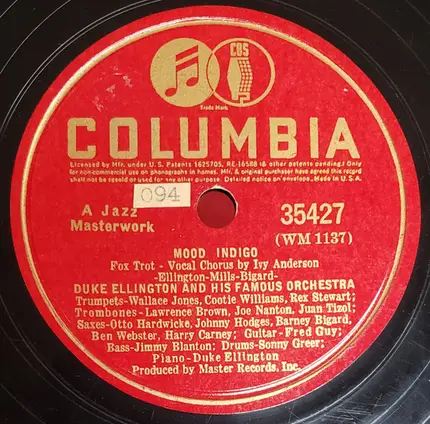 CBS
Trade Mark
COLUMBIA
Licensed by Mfr. under U.S. Patents 1625705, RE.16588 (& other patents pending.) Only
for non-commercial use on phonographs in homes. Mfr. & original purchaser have agreed this record
shall not be resold or used for any other purpose. Detailed notice on envelope. Made in U.S.A.
094
A Jazz
Masterwork
35427
(WM 1137)
MOOD INDIGO
Fox Trot - Vocal Chorus by Ivy Anderson
-Ellington-Mills-Bigard-
DUKE ELLINGTON AND HIS FAMOUS ORCHESTRA
Trumpets-Wallace Jones, Cootie Williams, Rex Stewart;
Trombones-Lawrence Brown, Joe Nanton, Juan Tizol;
Saxes-Otto Hardwicke, Johnny Hodges, Barney Bigard,
Ben Webster, Harry Carney; Guitar-Fred Guy;
Bass-Jimmy Blanton; Drums-Sonny Greer;
Piano-Duke Ellington
Produced by Master Records, Inc.